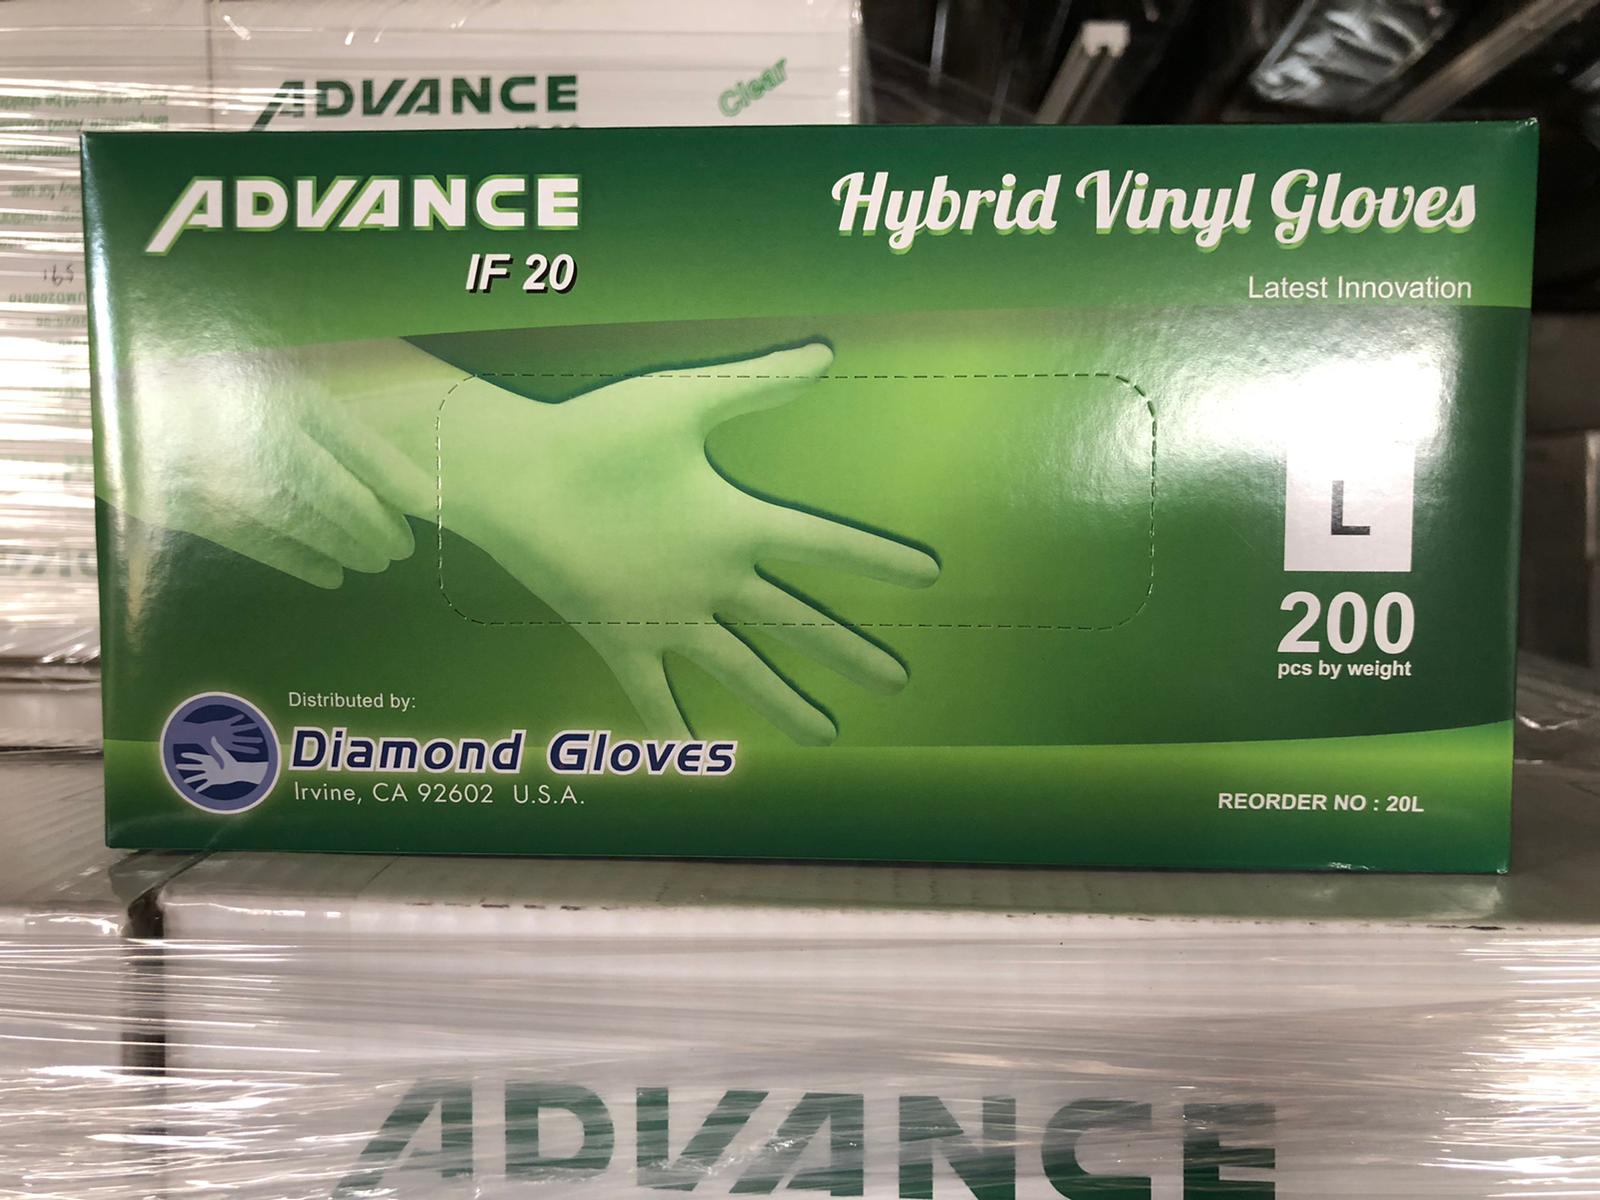 ADVANCE
Clear
ADVANCE
IF 20
Hybrid Vinyl Gloves
Latest Innovation
L
200
pcs by weight
Distributed by:
Diamond Gloves
Irvine, CA 92602 U.S.A.
REORDER NO : 20L
ADVANCE